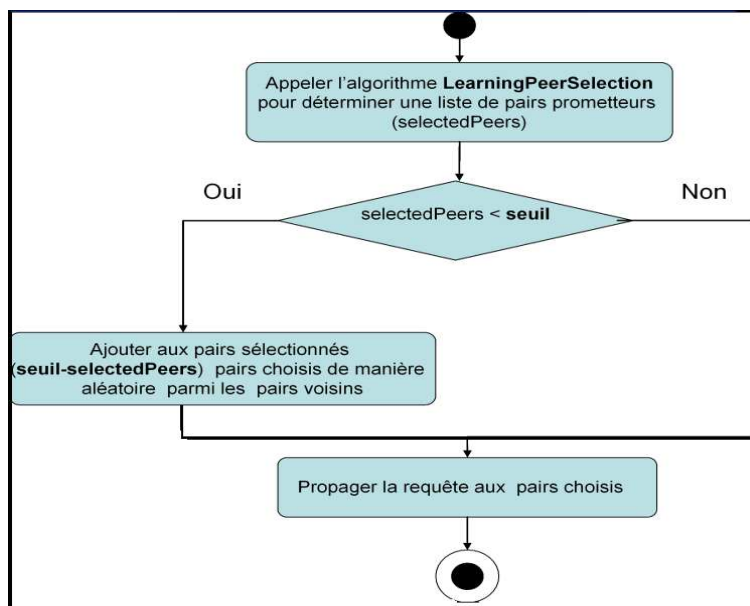 Appeler l'algorithme LearningPeerSelection
pour déterminer une liste de pairs prometteurs
(selectedPeers)
Oui
Non
selectedPeers < seuil
Ajouter aux pairs sélectionnés
(seuil-selectedPeers) pairs choisis de manière
aléatoire parmi les pairs voisins
Propager la requête aux pairs choisis